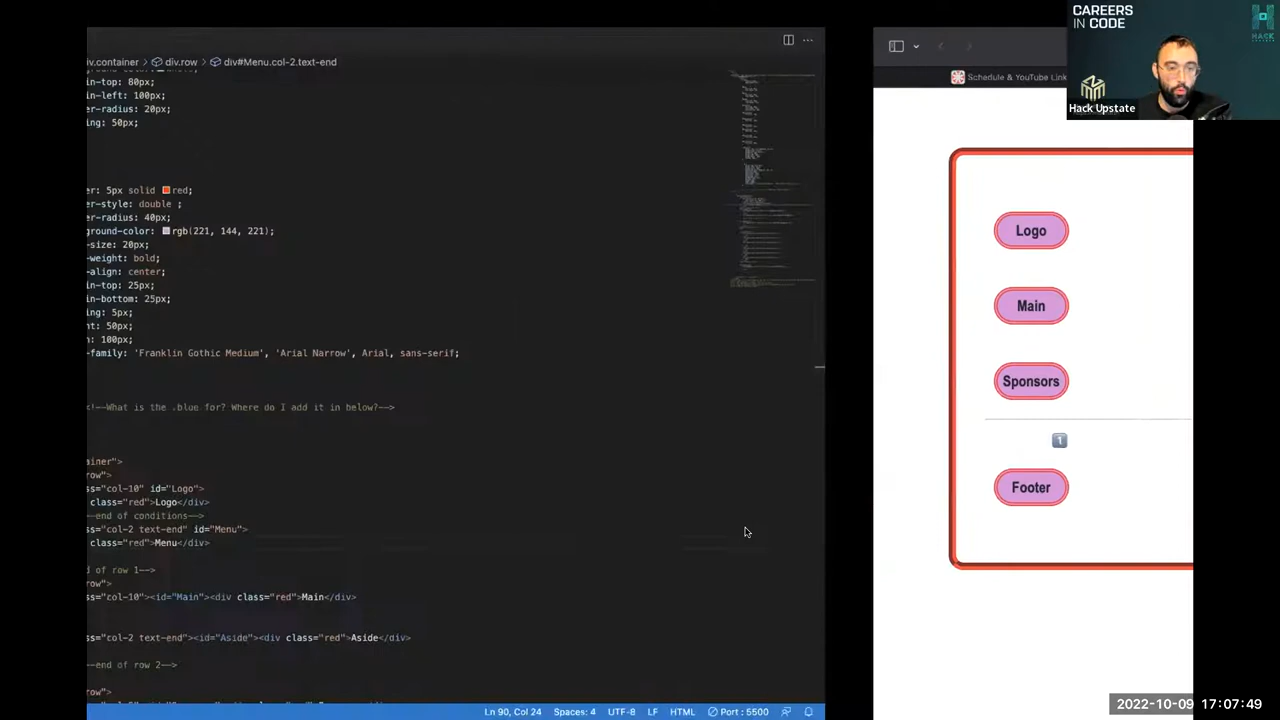 CAREERS
IN CODE
HACK
UPSTATE
Hack Upstate
iv.container > div.row > div#Menu.col-2.text-end
in-top: 80px;
in-left: 100px;
er-radius: 20px;
ing: 50px;
er: 5px solid red;
er-style: double ;
er-radius: 40px;
ground-color: rgb(221, 144, 221);
-size: 20px;
-weight: bold;
-align: center;
in-top: 25px;
in-bottom: 25px;
ing: 5px;
ht: 50px;
h: 100px;
-family: 'Franklin Gothic Medium', 'Arial Narrow', Arial, sans-serif;
<!--What is the .blue for? Where do I add it in below?-->
ainer">
row">
ss="col-10" id="Logo">
class="red">Logo</div>
-end of conditions-->
ss="col-2 text-end" id="Menu">
class="red">Menu</div>
d of row 1-->
row">
ss="col-10"><id="Main"><div class="red">Main</div>
ss="col-2 text-end"><id="Aside"><div class="red">Aside</div>
-end of row 2-->
row">
Ln 90, Col 24 Spaces: 4 UTF-8 LF HTML Port : 5500
Schedule & YouTube Link
Logo
Main
Sponsors
1
Footer
2022-10-09 17:07:49